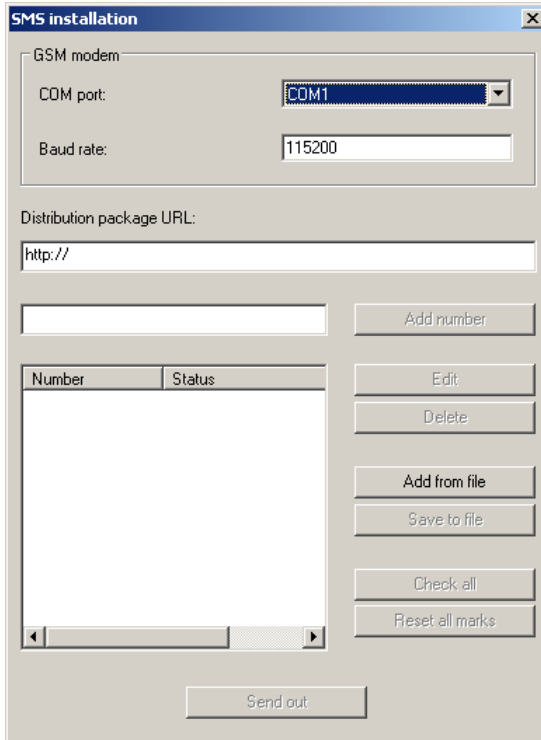 SMS installation
GSM modem
COM port:
COM1
Baud rate:
115200
Distribution package URL:
http://
Add number
Number Status
Edit
Delete
Add from file
Save to file
Check all
Reset all marks
Send out